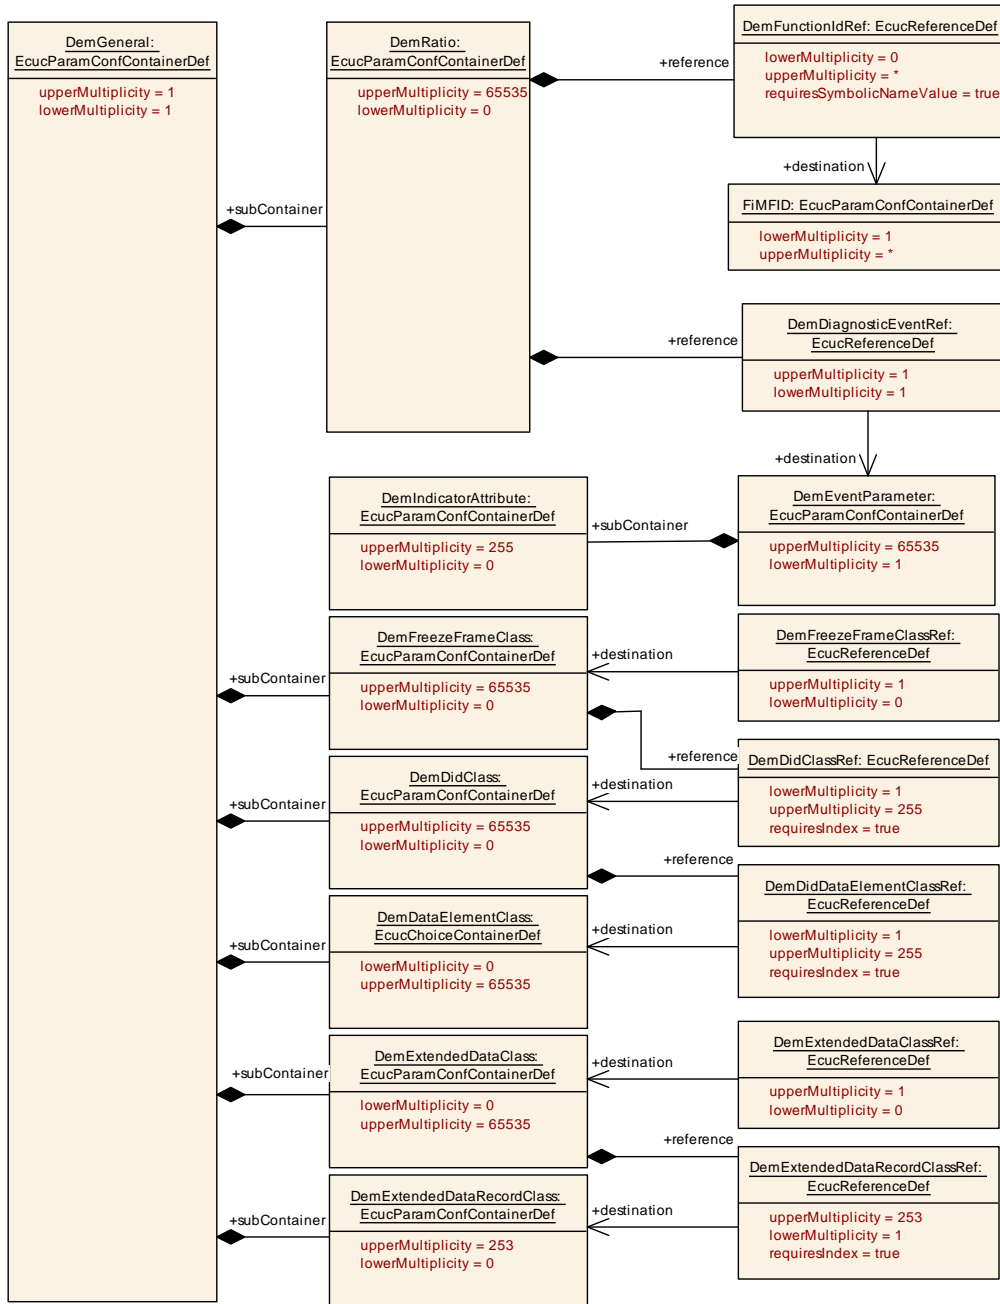 DemGeneral:
EcucParamConfContainerDef
upperMultiplicity = 1
lowerMultiplicity = 1
+subContainer
DemRatio:
EcucParamConfContainerDef
upperMultiplicity = 65535
lowerMultiplicity = 0
+reference
DemFunctionIdRef: EcucReferenceDef
lowerMultiplicity = 0
upperMultiplicity = *
requiresSymbolicNameValue = true
+destination
FiMFID: EcucParamConfContainerDef
lowerMultiplicity = 1
upperMultiplicity = *
+reference
DemDiagnosticEventRef:
EcucReferenceDef
upperMultiplicity = 1
lowerMultiplicity = 1
+destination
DemIndicatorAttribute:
EcucParamConfContainerDef
upperMultiplicity = 255
lowerMultiplicity = 0
+subContainer
DemEventParameter:
EcucParamConfContainerDef
upperMultiplicity = 65535
lowerMultiplicity = 1
+subContainer
DemFreezeFrameClass:
EcucParamConfContainerDef
upperMultiplicity = 65535
lowerMultiplicity = 0
+destination
DemFreezeFrameClassRef:
EcucReferenceDef
upperMultiplicity = 1
lowerMultiplicity = 0
+reference
DemDidClassRef: EcucReferenceDef
lowerMultiplicity = 1
upperMultiplicity = 255
requiresIndex = true
+subContainer
DemDidClass:
EcucParamConfContainerDef
upperMultiplicity = 65535
lowerMultiplicity = 0
+destination
+reference
DemDidDataElementClassRef:
EcucReferenceDef
lowerMultiplicity = 1
upperMultiplicity = 255
requiresIndex = true
+subContainer
DemDataElementClass:
EcucChoiceContainerDef
lowerMultiplicity = 0
upperMultiplicity = 65535
+destination
+subContainer
DemExtendedDataClass:
EcucParamConfContainerDef
lowerMultiplicity = 0
upperMultiplicity = 65535
+destination
DemExtendedDataClassRef:
EcucReferenceDef
upperMultiplicity = 1
lowerMultiplicity = 0
+reference
DemExtendedDataRecordClassRef:
EcucReferenceDef
upperMultiplicity = 253
lowerMultiplicity = 1
requiresIndex = true
+subContainer
DemExtendedDataRecordClass:
EcucParamConfContainerDef
upperMultiplicity = 253
lowerMultiplicity = 0
+destination